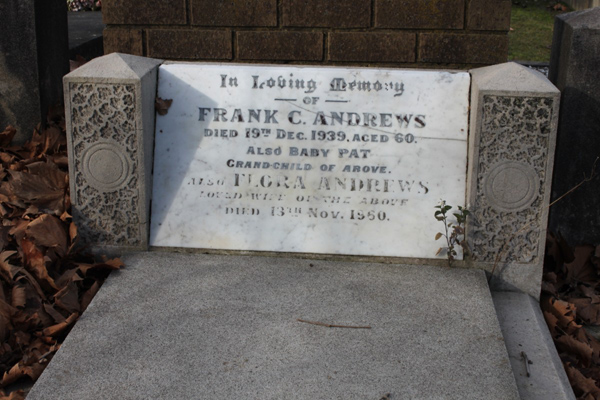 In Loving Memory
OF
FRANK C. ANDREWS
DIED 19TH DEC. 1939, AGED 60.
ALSO BABY PAT
GRAND-CHILD OF ABOVE.
ALSO FLORA ANDREWS
LOVED WIFE OF THE ABOVE
DIED 13TH NOV. 1960.